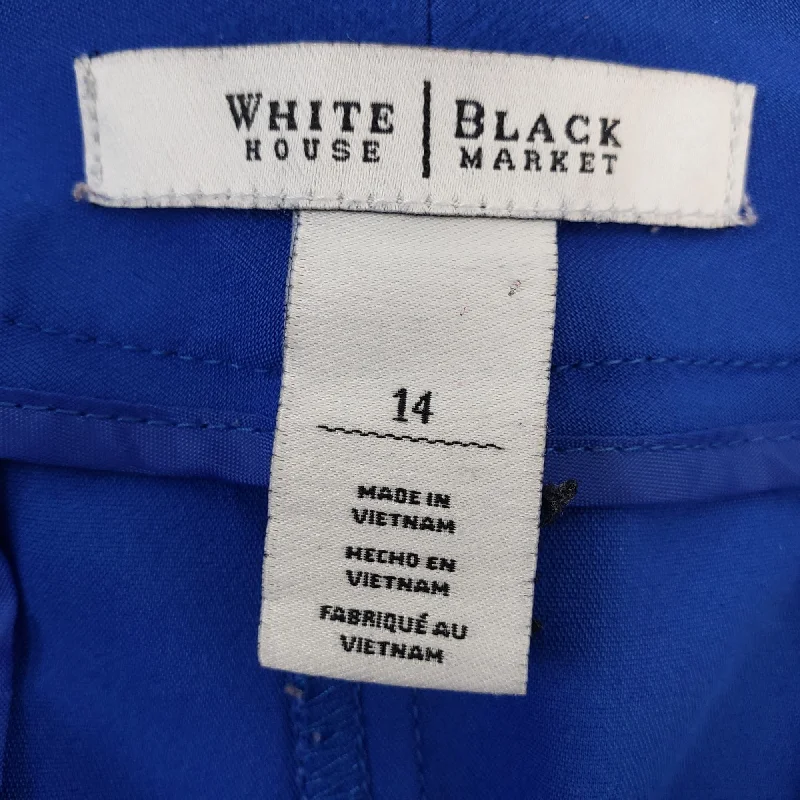 WHITE | BLACK
HOUSE | MARKET
14
MADE IN
VIETNAM
HECHO EN
VIETNAM
FABRIQUÉ AU
VIETNAM